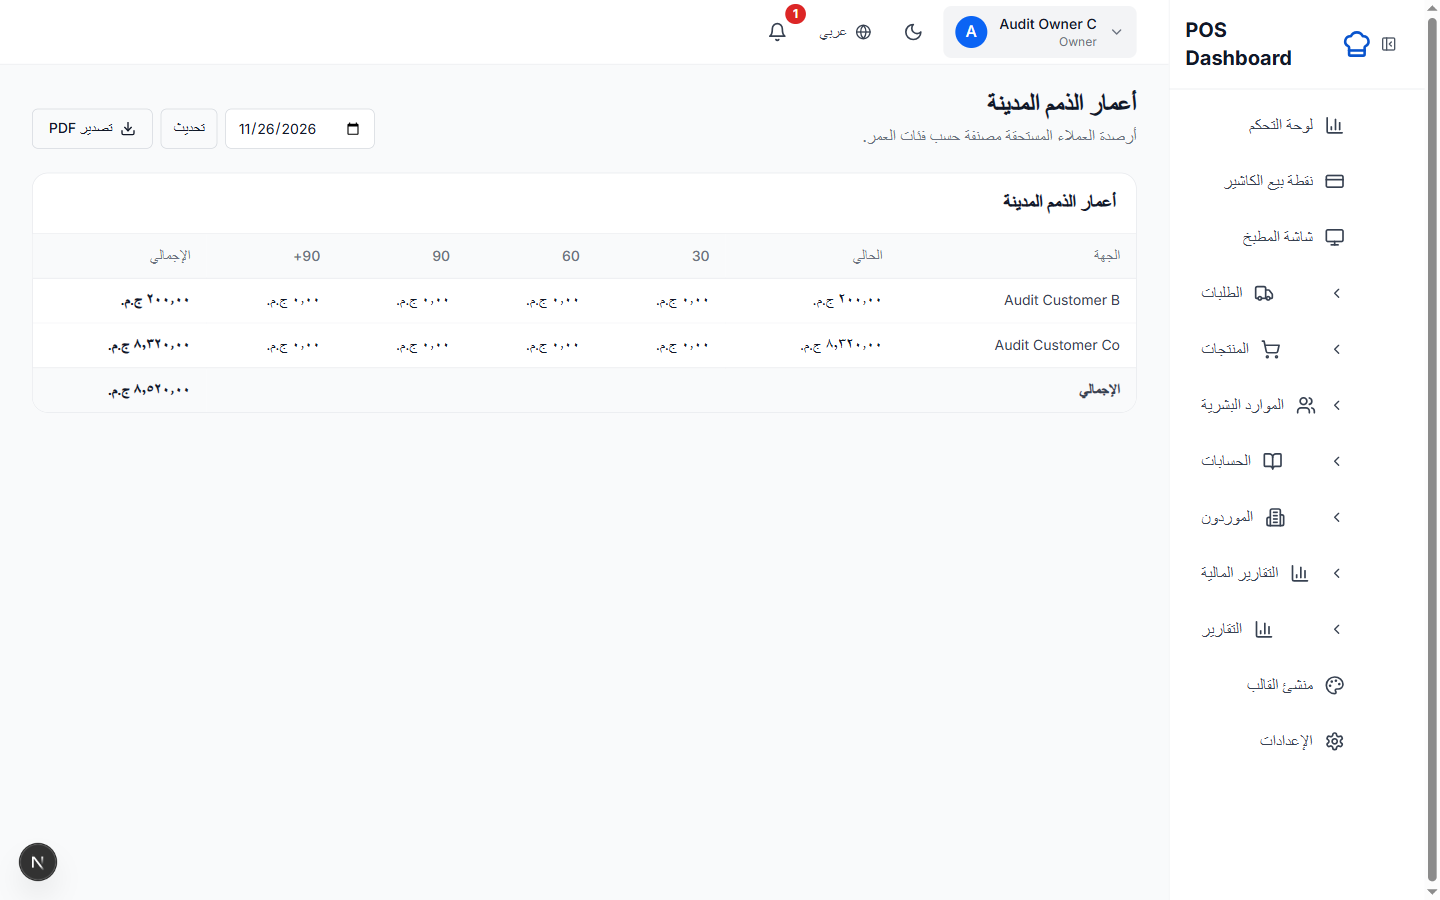 POS Dashboard
لوحة التحكم
نقطة بيع الكاشير
شاشة المطبخ
الطلبات
المنتجات
الموارد البشرية
الحسابات
الموردون
التقارير المالية
التقارير
منشئ القالب
الإعدادات
Audit Owner C
Owner
A
عربي
1
أعمار الذمم المدينة
أرصدة العملاء المستحقة مصنفة حسب فئات العمر.
11/26/2026
تحديث
تصدير PDF
أعمار الذمم المدينة
الجهة الحالي 30 60 90 +90 الإجمالي
Audit Customer B ٢٠٠,٠٠ ج.م. ٠,٠٠ ج.م. ٠,٠٠ ج.م. ٠,٠٠ ج.م. ٠,٠٠ ج.م. ٢٠٠,٠٠ ج.م.
Audit Customer Co ٨,٣٢٠,٠٠ ج.م. ٠,٠٠ ج.م. ٠,٠٠ ج.م. ٠,٠٠ ج.م. ٠,٠٠ ج.م. ٨,٣٢٠,٠٠ ج.م.
الإجمالي ٨,٥٢٠,٠٠ ج.م.
N